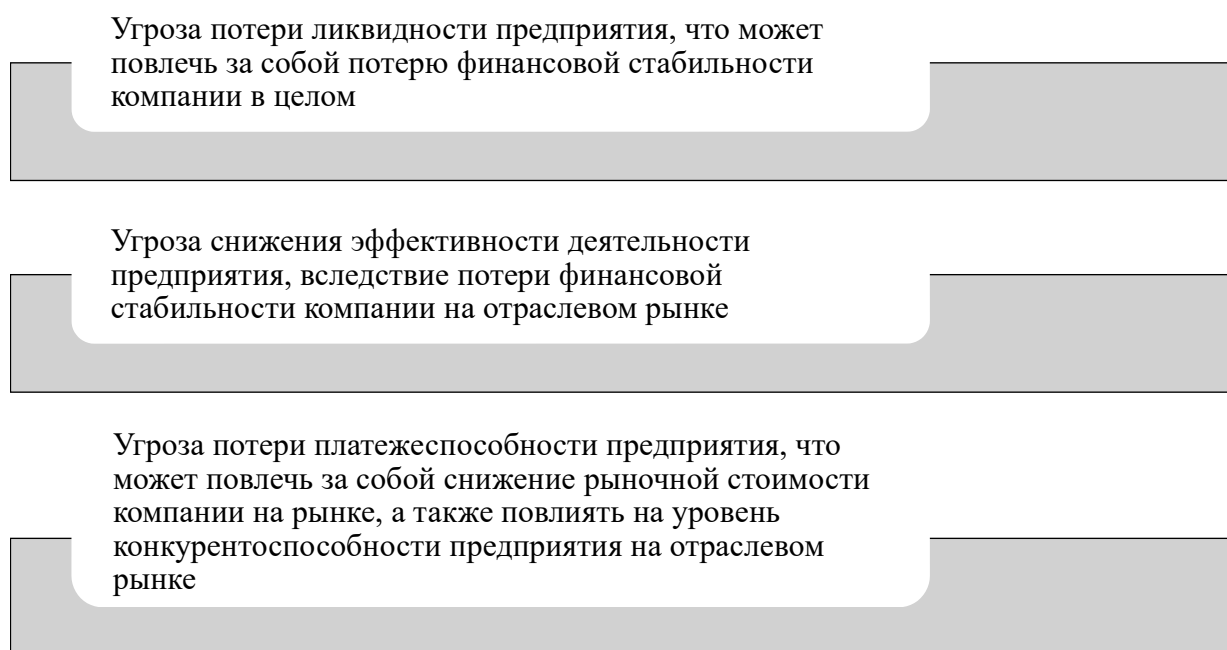 Угроза потери ликвидности предприятия, что может
повлечь за собой потерю финансовой стабильности
компании в целом
Угроза снижения эффективности деятельности
предприятия, вследствие потери финансовой
стабильности компании на отраслевом рынке
Угроза потери платежеспособности предприятия, что
может повлечь за собой снижение рыночной стоимости
компании на рынке, а также повлиять на уровень
конкурентоспособности предприятия на отраслевом
рынке